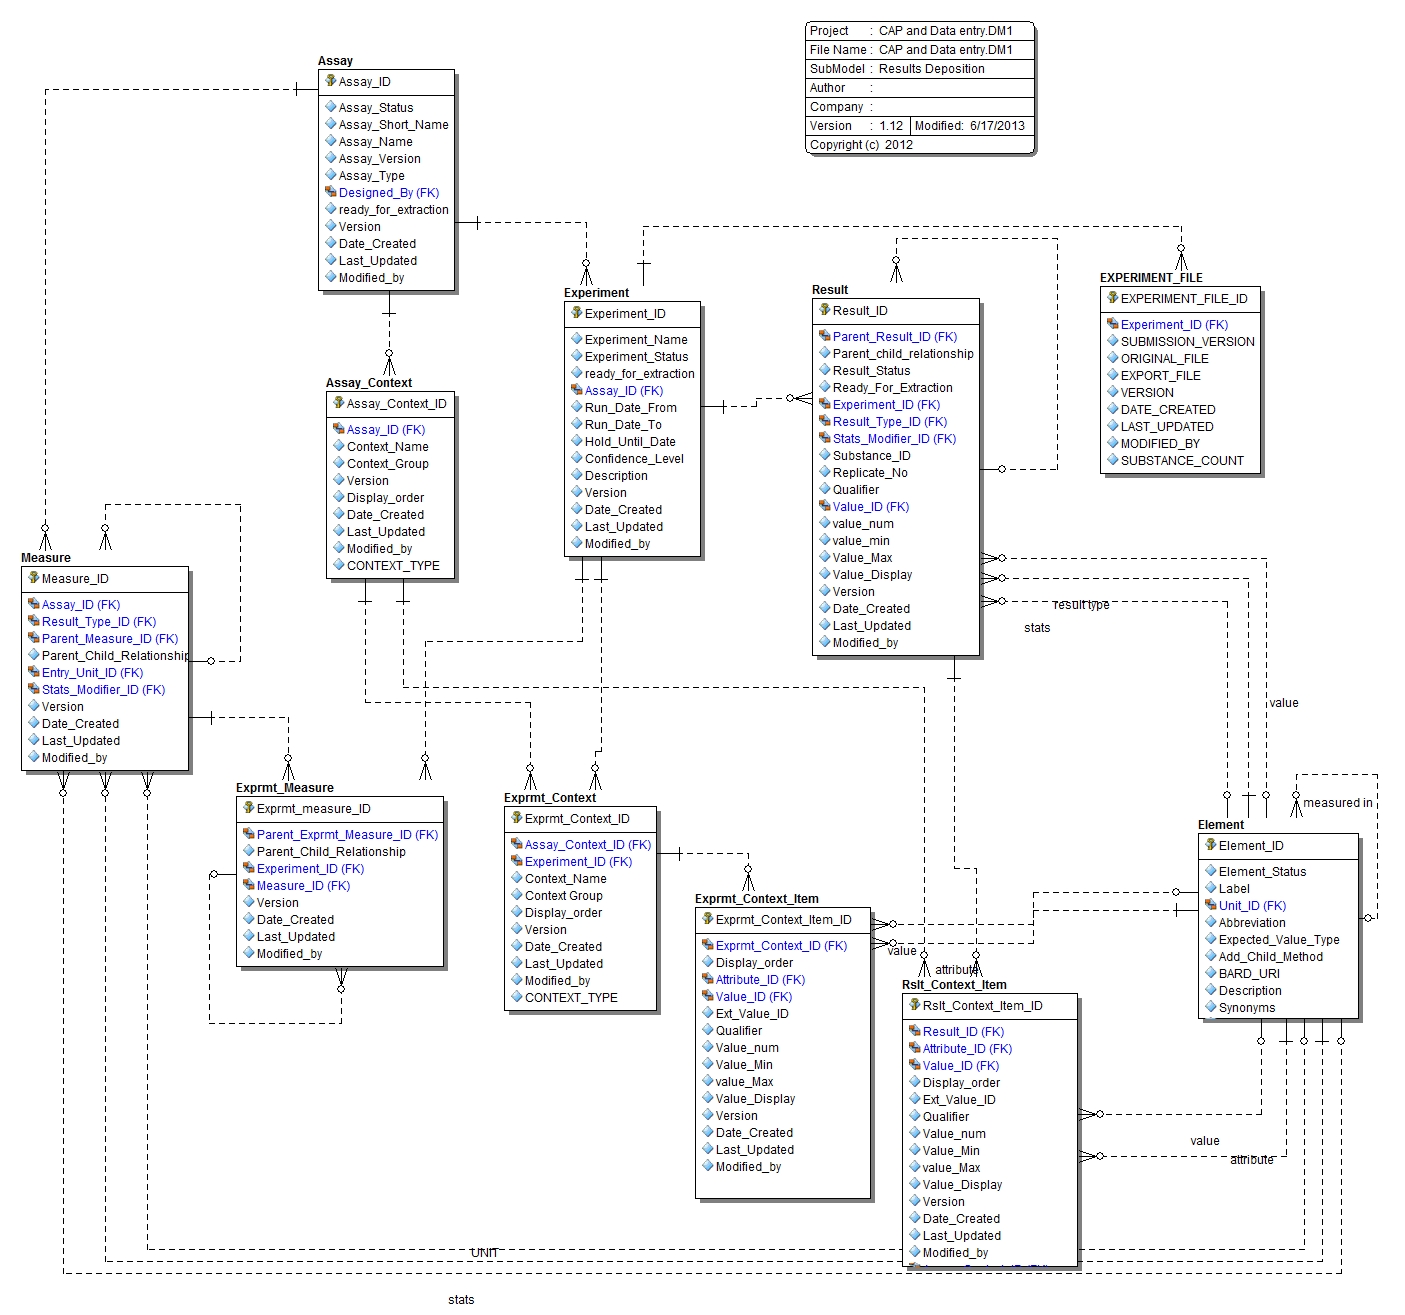 Project : CAP and Data entry.DM1
File Name : CAP and Data entry.DM1
SubModel : Results Deposition
Author :
Company :
Version : 1.12 Modified: 6/17/2013
Copyright (c) 2012
Assay
Assay_ID
Assay_Status
Assay_Short_Name
Assay_Name
Assay_Version
Assay_Type
Designed_By (FK)
ready_for_extraction
Version
Date_Created
Last_Updated
Modified_by
Experiment
Experiment_ID
Experiment_Name
Experiment_Status
ready_for_extraction
Assay_ID (FK)
Run_Date_From
Run_Date_To
Hold_Until_Date
Confidence_Level
Description
Version
Date_Created
Last_Updated
Modified_by
Result
Result_ID
Parent_Result_ID (FK)
Parent_child_relationship
Result_Status
Ready_For_Extraction
Experiment_ID (FK)
Result_Type_ID (FK)
Stats_Modifier_ID (FK)
Substance_ID
Replicate_No
Qualifier
Value_ID (FK)
value_num
value_min
Value_Max
Value_Display
Version
Date_Created
Last_Updated
Modified_by
EXPERIMENT_FILE
EXPERIMENT_FILE_ID
Experiment_ID (FK)
SUBMISSION_VERSION
ORIGINAL_FILE
EXPORT_FILE
VERSION
DATE_CREATED
LAST_UPDATED
MODIFIED_BY
SUBSTANCE_COUNT
Assay_Context
Assay_Context_ID
Assay_ID (FK)
Context_Name
Context_Group
Version
Display_order
Date_Created
Last_Updated
Modified_by
CONTEXT_TYPE
Measure
Measure_ID
Assay_ID (FK)
Result_Type_ID (FK)
Parent_Measure_ID (FK)
Parent_Child_Relationship
Entry_Unit_ID (FK)
Stats_Modifier_ID (FK)
Version
Date_Created
Last_Updated
Modified_by
result type
stats
value
measured in
Exprmt_Measure
Exprmt_measure_ID
Parent_Exprmt_Measure_ID (FK)
Parent_Child_Relationship
Experiment_ID (FK)
Measure_ID (FK)
Version
Date_Created
Last_Updated
Modified_by
Exprmt_Context
Exprmt_Context_ID
Assay_Context_ID (FK)
Experiment_ID (FK)
Context_Name
Context Group
Display_order
Version
Date_Created
Last_Updated
Modified_by
CONTEXT_TYPE
Element
Element_ID
Element_Status
Label
Unit_ID (FK)
Abbreviation
Expected_Value_Type
Add_Child_Method
BARD_URI
Description
Synonyms
Exprmt_Context_Item
Exprmt_Context_Item_ID
Exprmt_Context_ID (FK)
Display_order
Attribute_ID (FK)
Value_ID (FK)
Ext_Value_ID
Qualifier
Value_num
Value_Min
value_Max
Value_Display
Version
Date_Created
Last_Updated
Modified_by
value
attribute
Rslt_Context_Item
Rslt_Context_Item_ID
Result_ID (FK)
Attribute_ID (FK)
Value_ID (FK)
Display_order
Ext_Value_ID
Qualifier
Value_num
Value_Min
value_Max
Value_Display
Version
Date_Created
Last_Updated
Modified_by
value
attribute
UNIT
stats